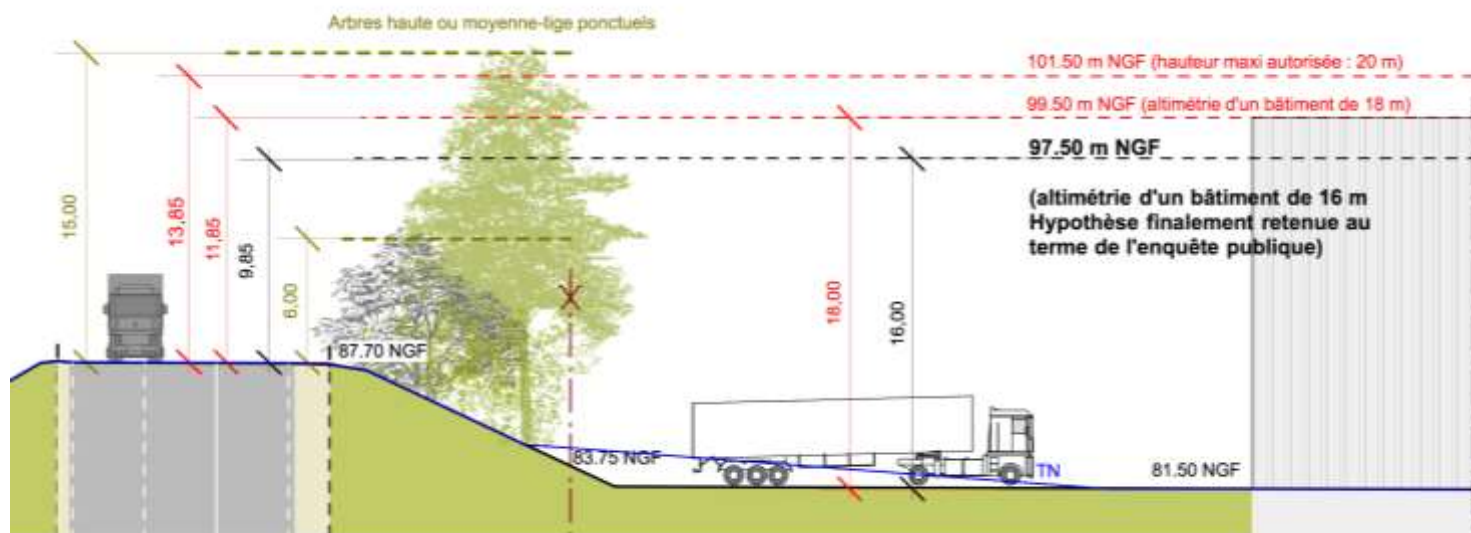 Arbres haute ou moyenne-tige ponctuels
101.50 m NGF (hauteur maxi autorisée : 20 m)
99.50 m NGF (altimétrie d'un bâtiment de 18 m)
97.50 m NGF
(altimétrie d'un bâtiment de 16 m
Hypothèse finalement retenue au
terme de l'enquête publique)
15,00
13,85
11,85
9,85
6,00
18,00
16,00
87.70 NGF
83.75 NGF
TN
81.50 NGF